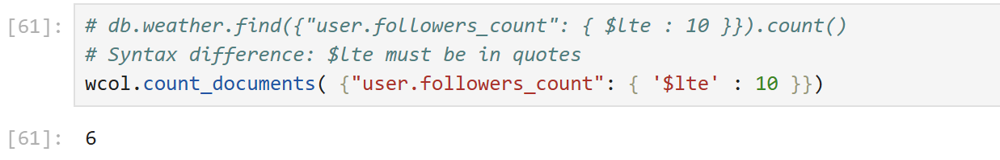 [61]: # db.weather.find({"user.followers_count": { $lte : 10 }}).count()
# Syntax difference: $lte must be in quotes
wcol.count_documents( {"user.followers_count": { '$lte' : 10 }})
[61]: 6